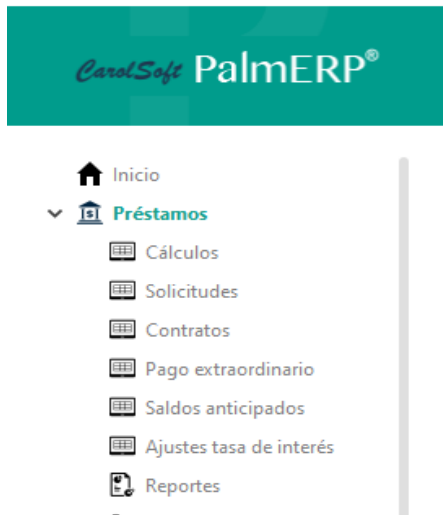 CarolSoft PalmERP®
Inicio
Préstamos
Cálculos
Solicitudes
Contratos
Pago extraordinario
Saldos anticipados
Ajustes tasa de interés
Reportes